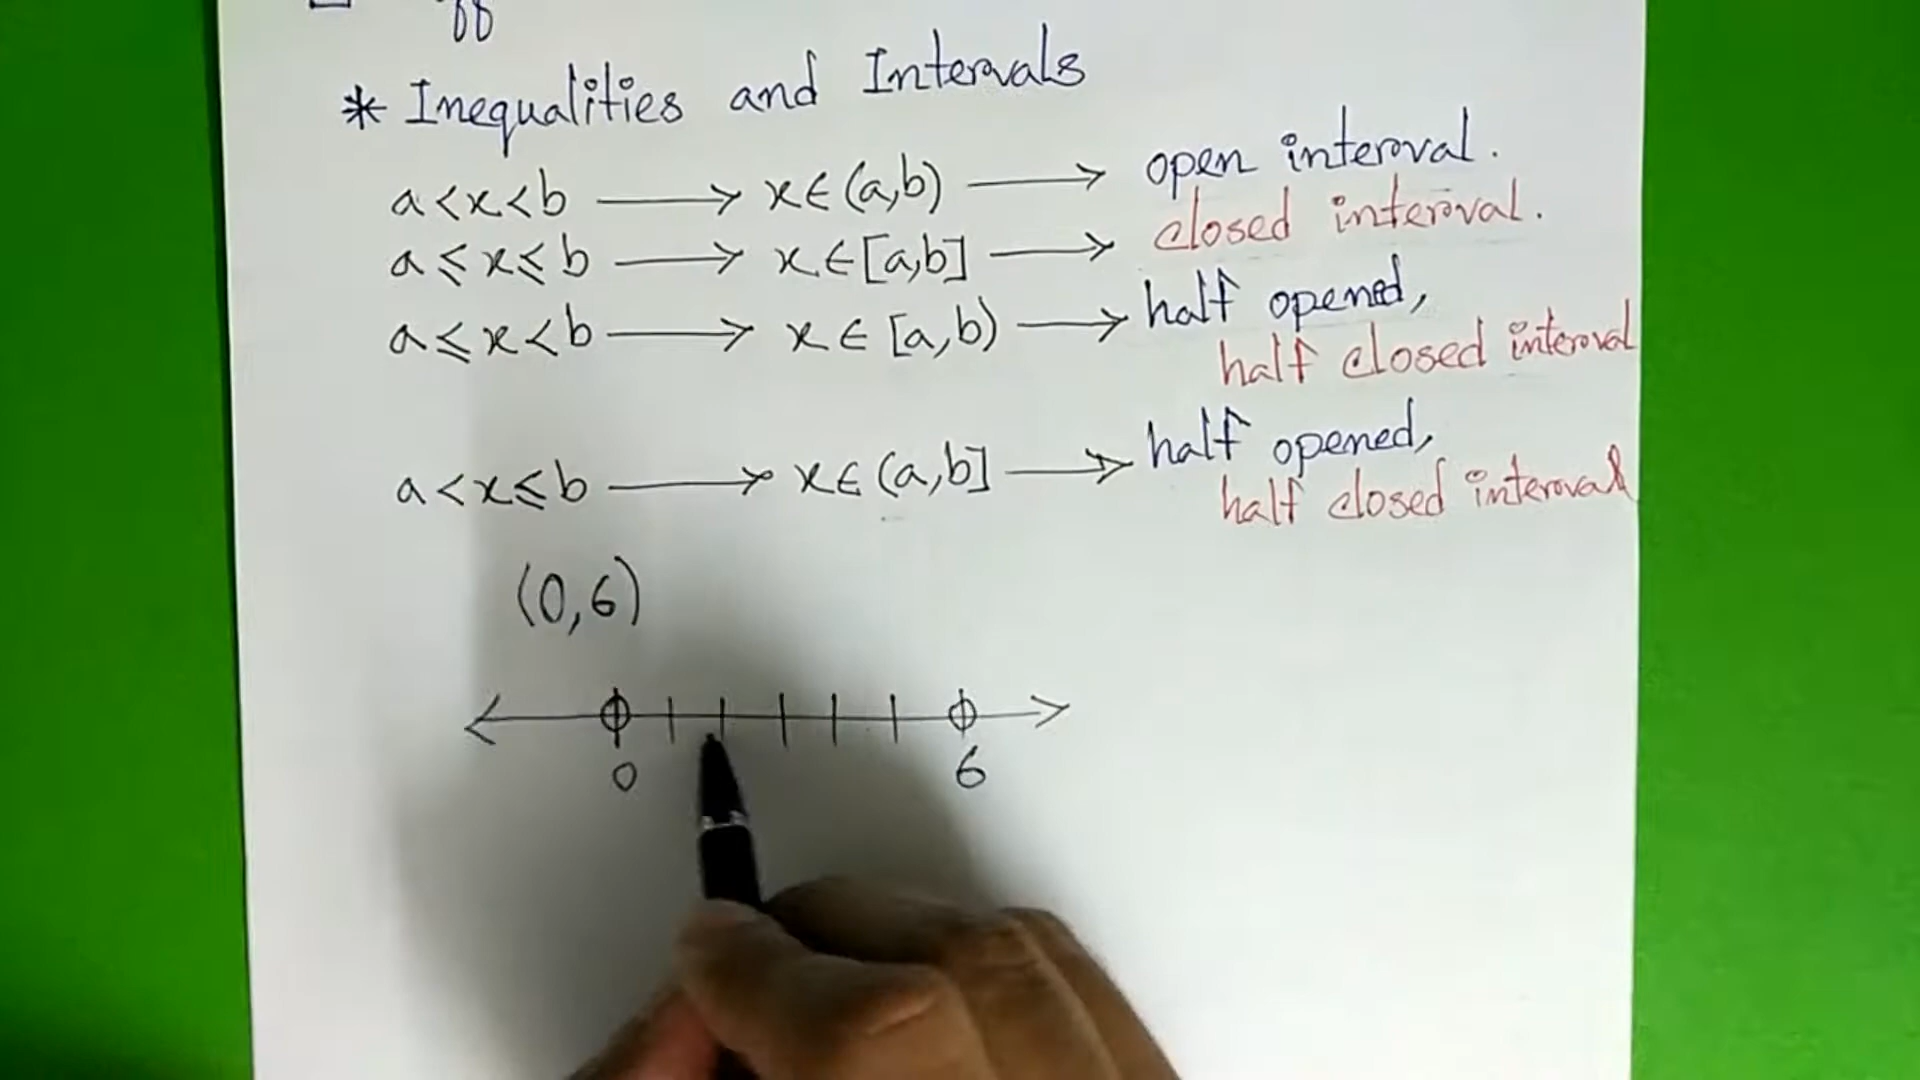 * Inequalities and Intervals
a<x<b → x∈(a,b) → open interval.
a⩽x⩽b → x∈[a,b] → closed interval.
a⩽x<b → x∈[a,b) → half opened,
half closed interval
a<x⩽b → x∈(a,b] → half opened,
half closed interval
(0,6)
0 6